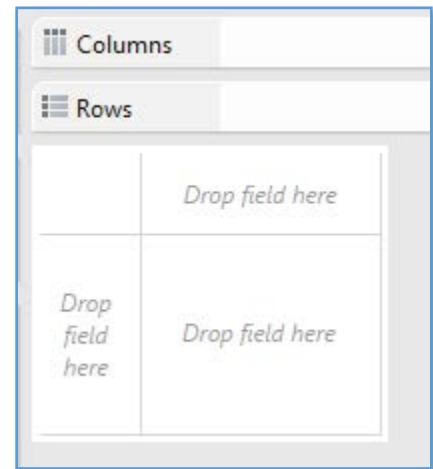 Columns
Rows
Drop field here
Drop
field
here
Drop field here